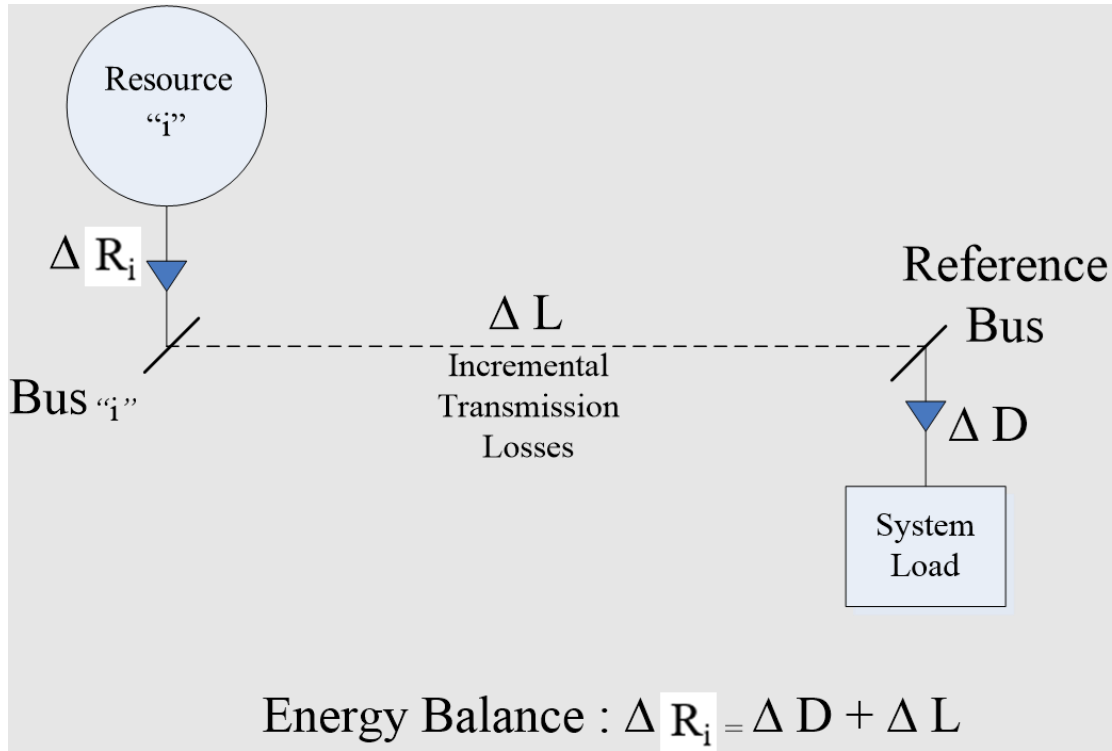 Resource
“i”
Δ Rᵢ
Bus “i”
Δ L
Incremental
Transmission
Losses
Reference
Bus
Δ D
System
Load
Energy Balance : Δ Rᵢ = Δ D + Δ L